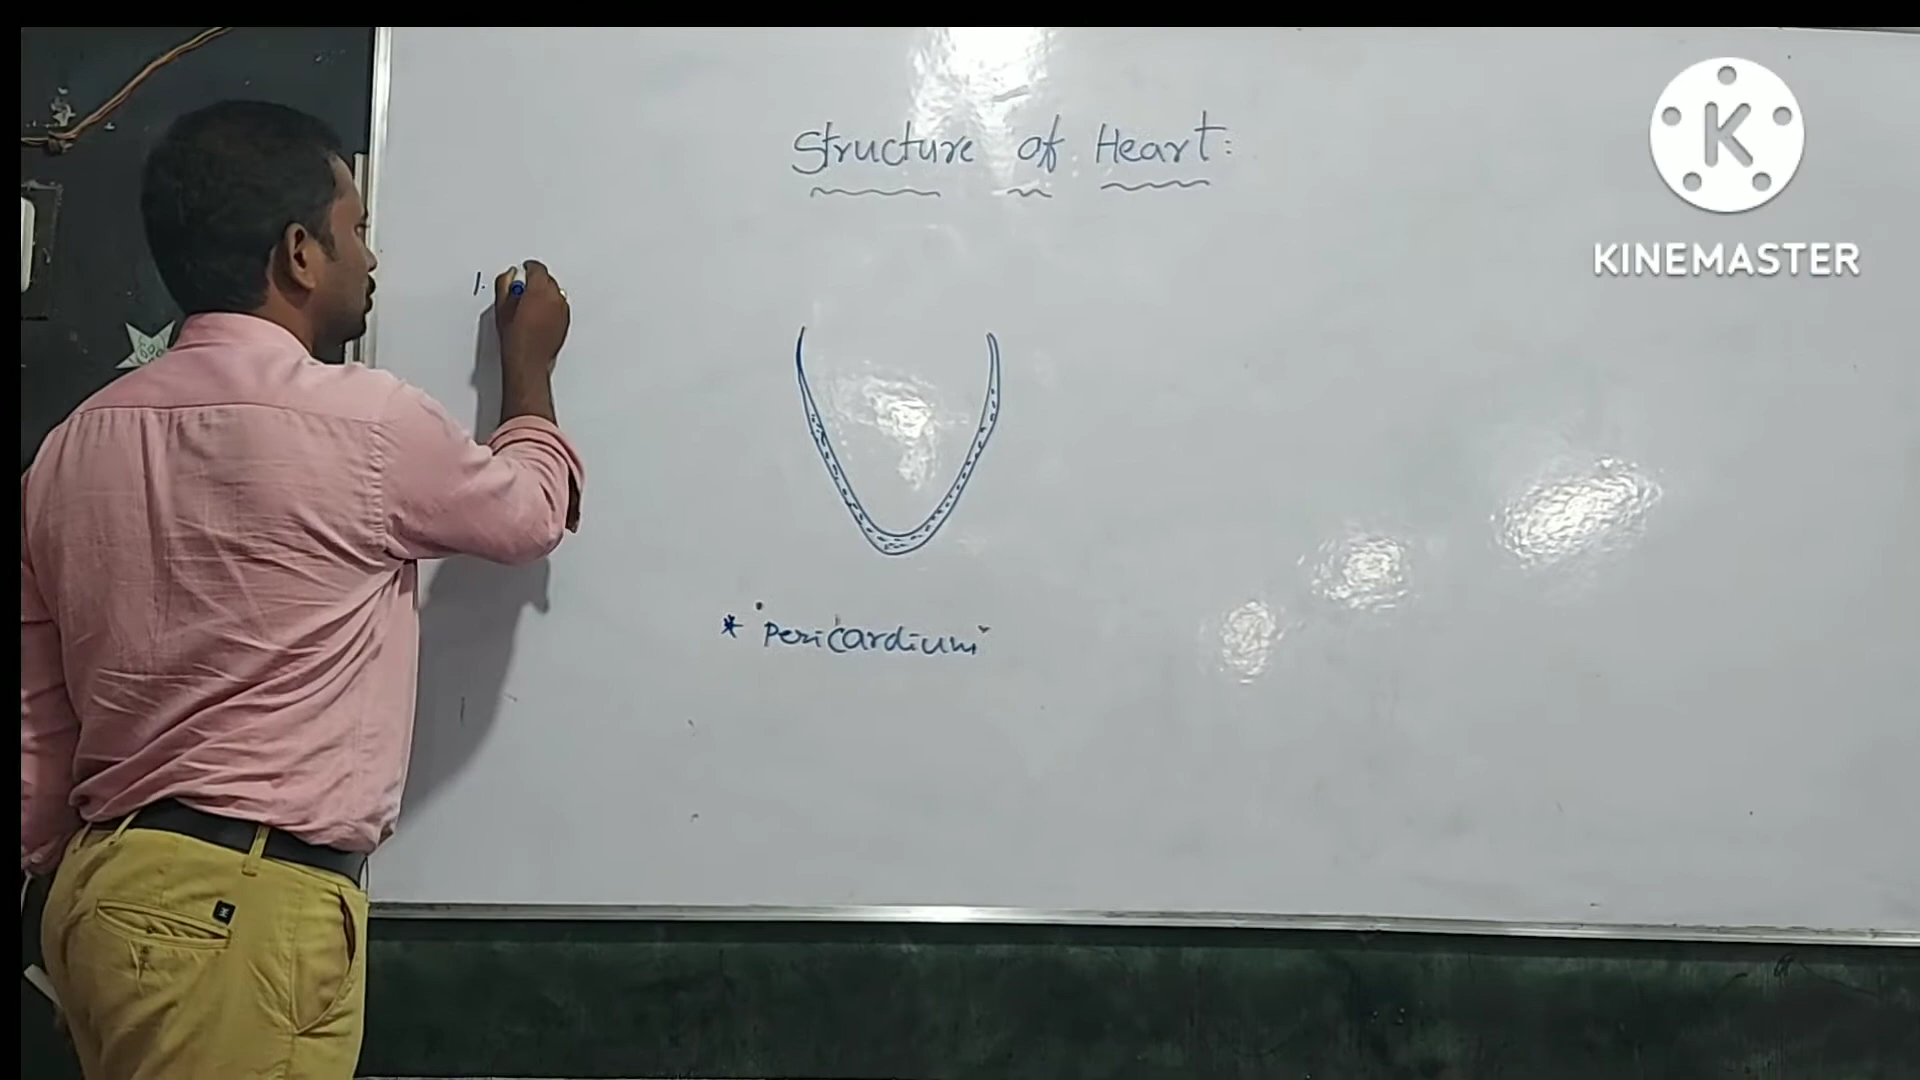 Structure of Heart:
K
KINEMASTER
1.
* "Pericardium"